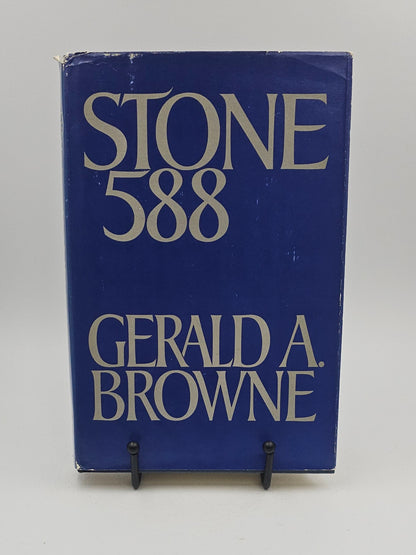 STONE
588
GERALD A.
BROWNE